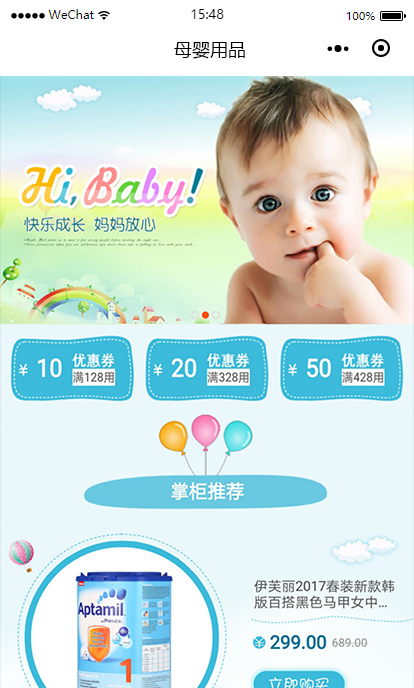 WeChat 15:48 100%
母婴用品
Hi, Baby!
快乐成长 妈妈放心
¥ 10 优惠券 满128用
¥ 20 优惠券 满328用
¥ 50 优惠券 满428用
掌柜推荐
伊芙丽2017春装新款韩
版百搭黑色马甲女中...
¥ 299.00 689.00
Aptamil
1
立即购买